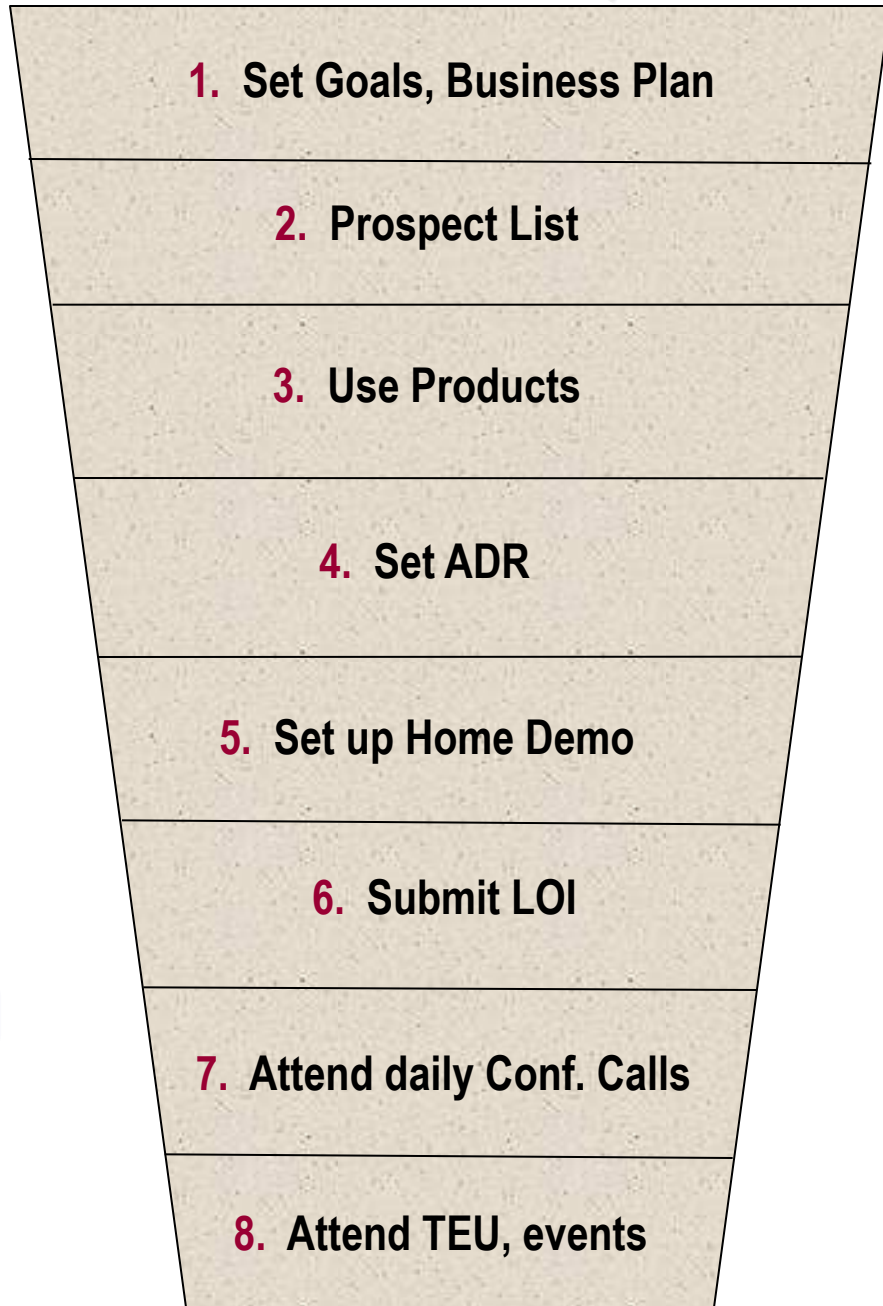 1. Set Goals, Business Plan
2. Prospect List
3. Use Products
4. Set ADR
5. Set up Home Demo
6. Submit LOI
7. Attend daily Conf. Calls
8. Attend TEU, events